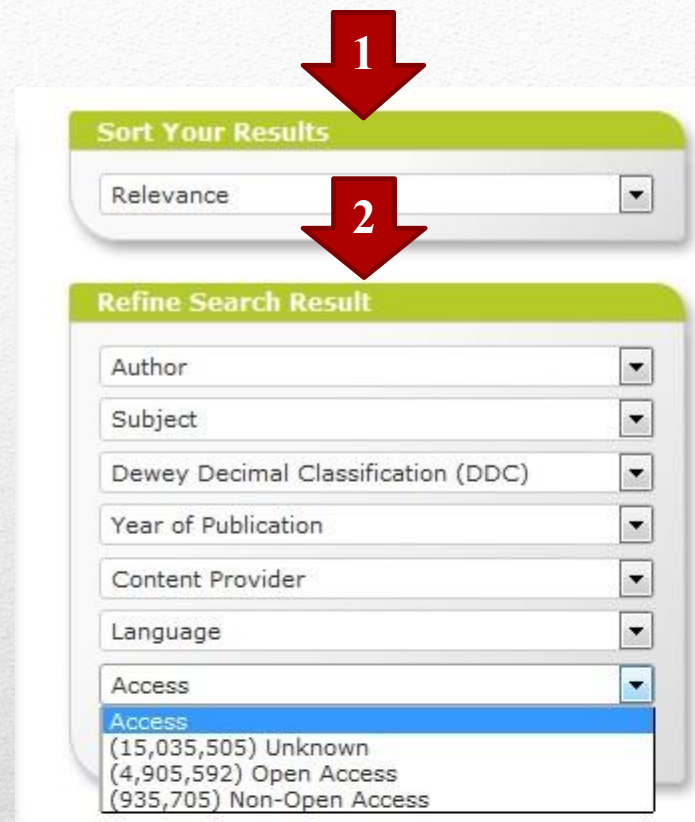 1
Sort Your Results
Relevance
2
Refine Search Result
Author
Subject
Dewey Decimal Classification (DDC)
Year of Publication
Content Provider
Language
Access
Access
(15,035,505) Unknown
(4,905,592) Open Access
(935,705) Non-Open Access